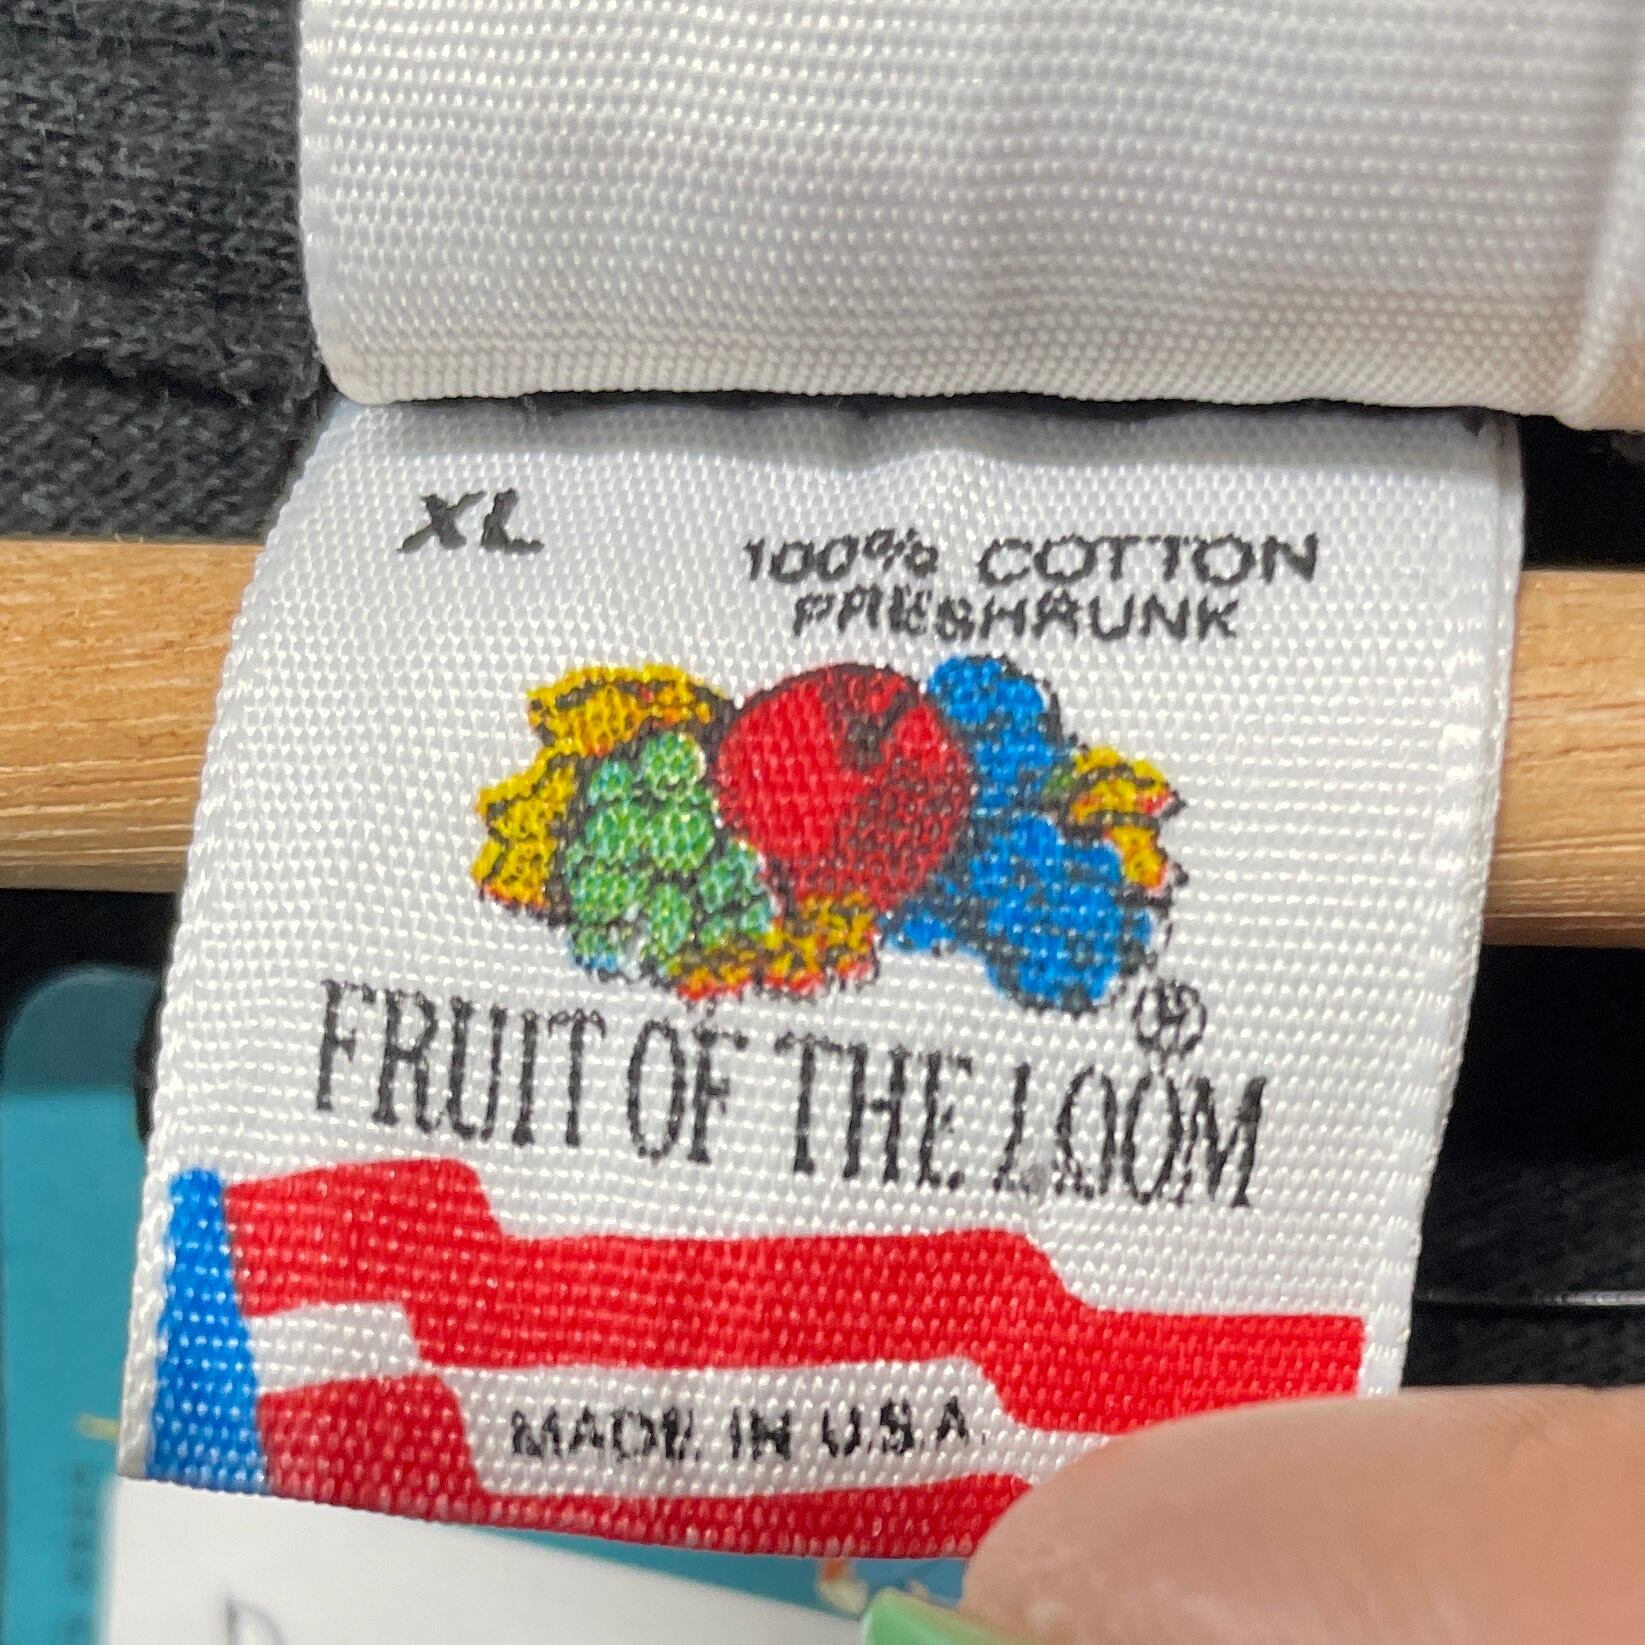 XL
100% COTTON
PRESHRUNK
®
FRUIT OF THE LOOM
MADE IN U.S.A.